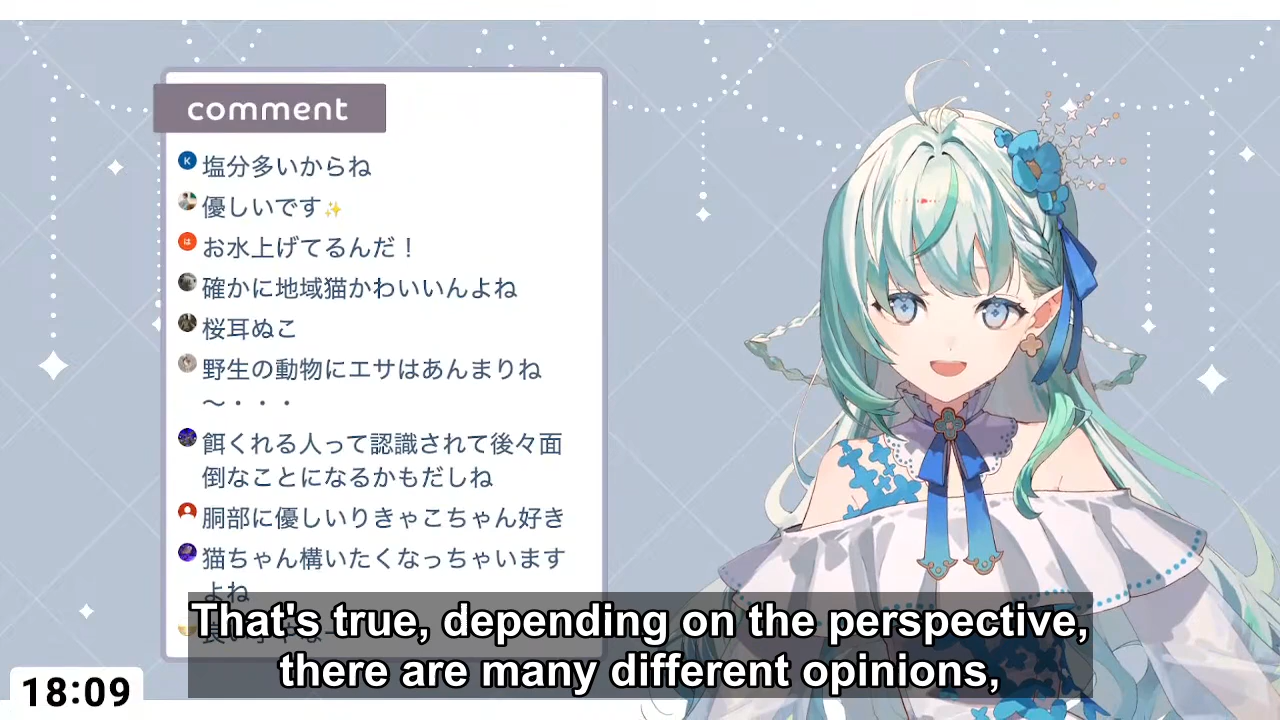 comment
K
塩分多いからね
優しいです✨
は
お水上げてるんだ！
確かに地域猫かわいいんよね
桜耳ぬこ
野生の動物にエサはあんまりね
〜・・・
餌くれる人って認識されて後々面
倒なことになるかもだしね
胴部に優しいりきゃこちゃん好き
猫ちゃん構いたくなっちゃいます
よね
That's true, depending on the perspective,
there are many different opinions,
18:09